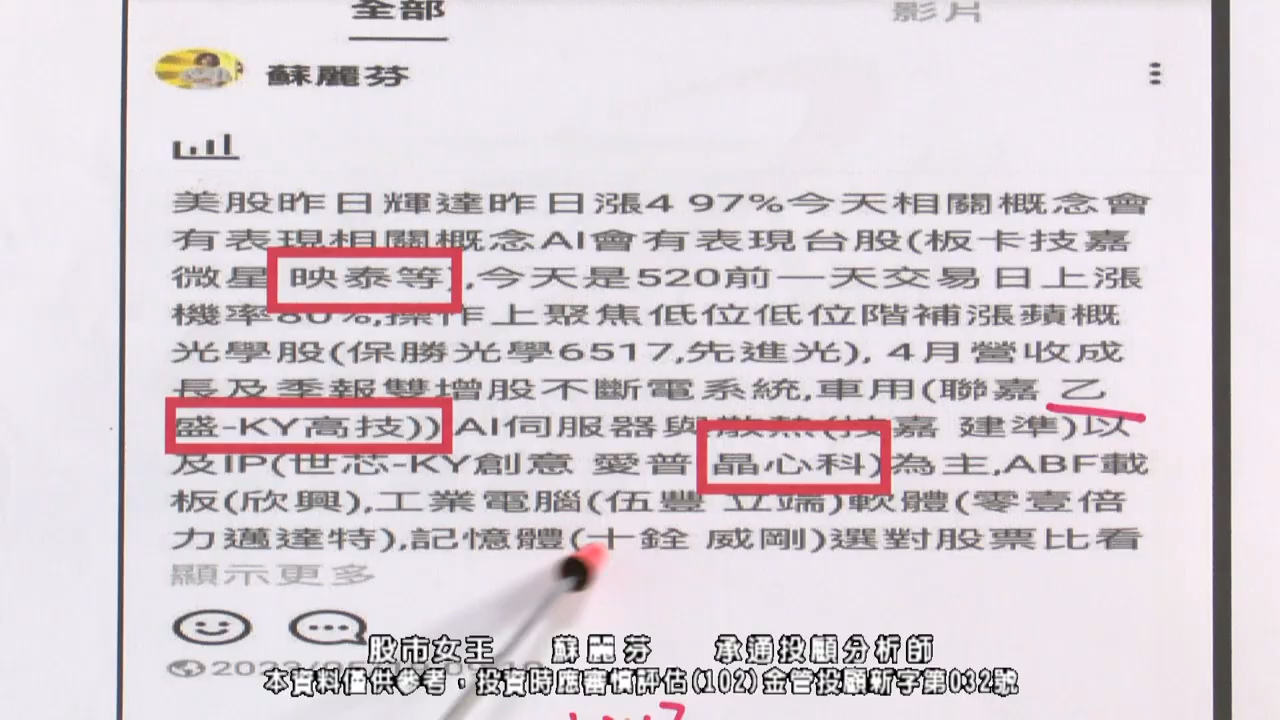 全部 影片
蘇麗芬
美股昨日輝達昨日漲4 97%今天相關概念會
有表現相關概念AI會有表現台股(板卡技嘉
微星 映泰等),今天是520前一天交易日上漲
機率80%,操作上聚焦低位低位階補漲蘋概
光學股(保勝光學6517,先進光), 4月營收成
長及季報雙增股不斷電系統,車用(聯嘉 乙
盛-KY高技)) AI伺服器與散熱(技嘉 建準)以
及IP(世芯-KY創意 愛普 晶心科)為主,ABF載
板(欣興),工業電腦(伍豐 立端)軟體(零壹倍
力邁達特),記憶體(十銓 威剛)選對股票比看
顯示更多
股市女王 蘇麗芬 承通投顧分析師
本資料僅供參考，投資時應審慎評估(102)金管投顧新字第032號